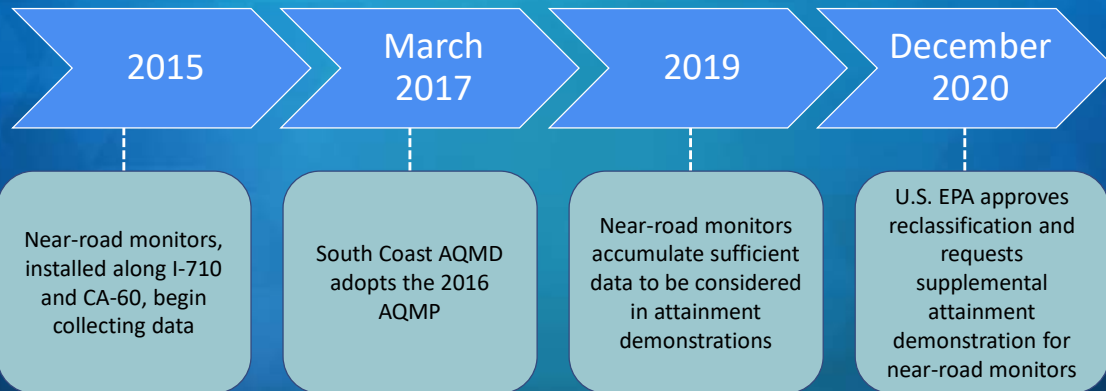 2015
March
2017
2019
December
2020
Near-road monitors,
installed along I-710
and CA-60, begin
collecting data
South Coast AQMD
adopts the 2016
AQMP
Near-road monitors
accumulate sufficient
data to be considered
in attainment
demonstrations
U.S. EPA approves
reclassification and
requests
supplemental
attainment
demonstration for
near-road monitors